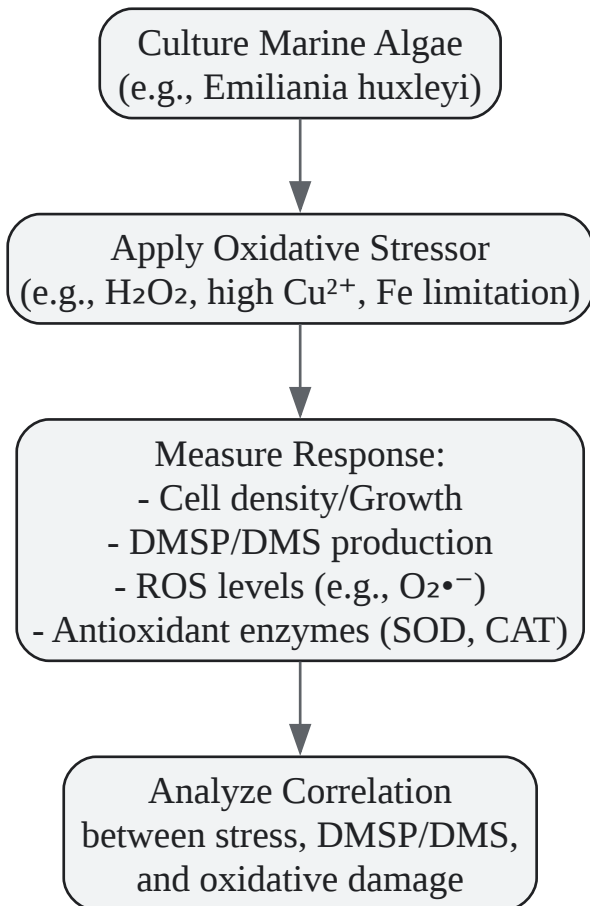 Culture Marine Algae
(e.g., Emiliania huxleyi)
Apply Oxidative Stressor
(e.g., H₂O₂, high Cu²⁺, Fe limitation)
Measure Response:
- Cell density/Growth
- DMSP/DMS production
- ROS levels (e.g., O₂•⁻)
- Antioxidant enzymes (SOD, CAT)
Analyze Correlation
between stress, DMSP/DMS,
and oxidative damage